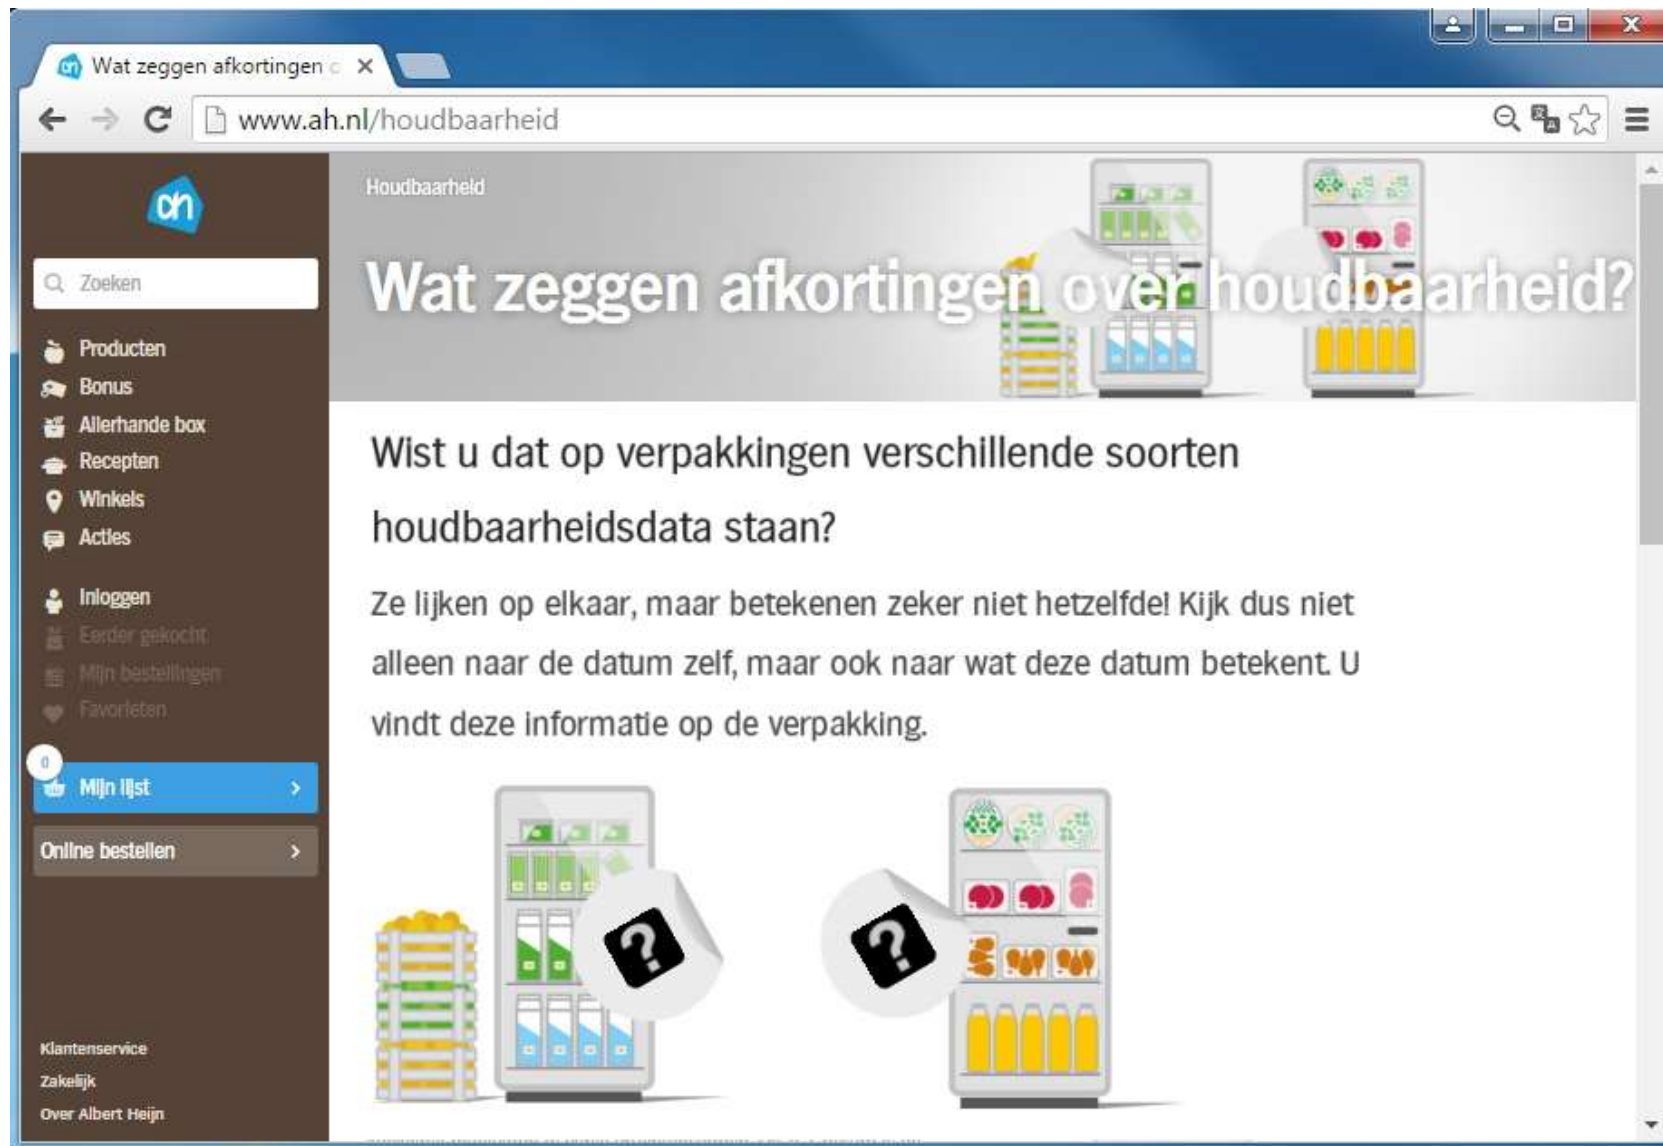 Wat zeggen afkortingen
www.ah.nl/houdbaarheid
ah
Zoeken
Producten
Bonus
Allerhande box
Recepten
Winkels
Acties
Inloggen
Eerder gekocht
Mijn bestellingen
Favorieten
0
Mijn lijst
Online bestellen
Klantenservice
Zakelijk
Over Albert Heijn
Houdbaarheid
Wat zeggen afkortingen over houdbaarheid?
Wist u dat op verpakkingen verschillende soorten
houdbaarheidsdata staan?
Ze lijken op elkaar, maar betekenen zeker niet hetzelfde! Kijk dus niet
alleen naar de datum zelf, maar ook naar wat deze datum betekent. U
vindt deze informatie op de verpakking.
?
?